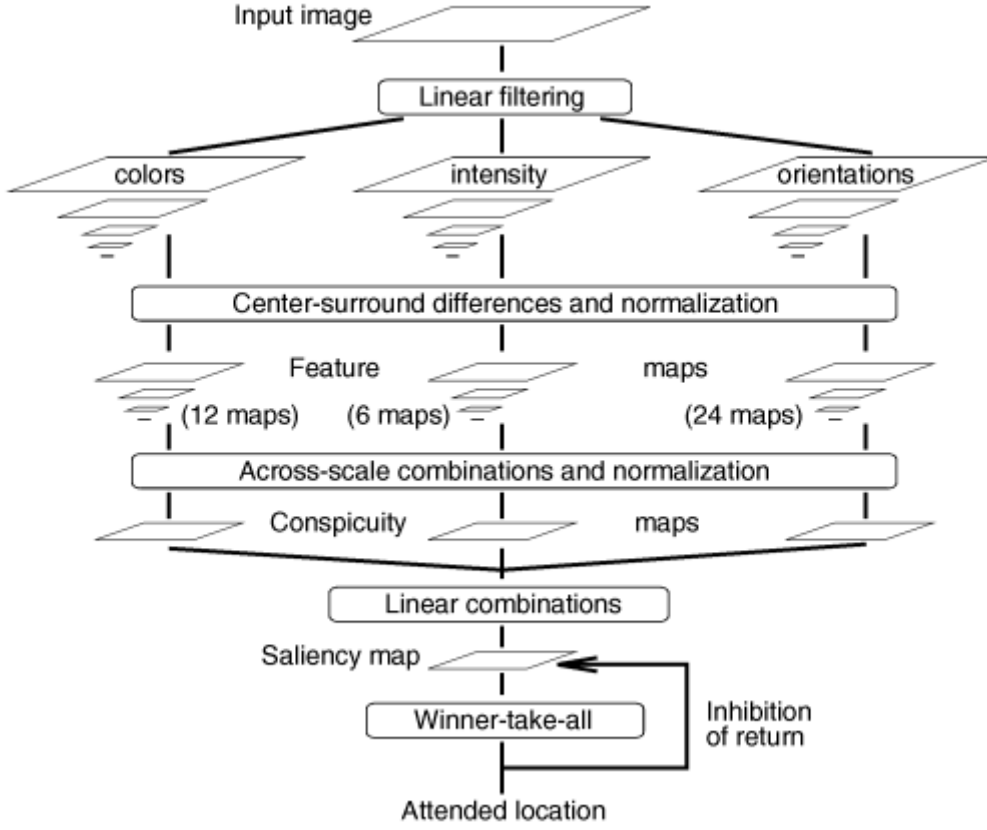 Input image
Linear filtering
colors
intensity
orientations
Center-surround differences and normalization
Feature maps
(12 maps)
(6 maps)
(24 maps)
Across-scale combinations and normalization
Conspicuity maps
Linear combinations
Saliency map
Winner-take-all
Inhibition
of return
Attended location